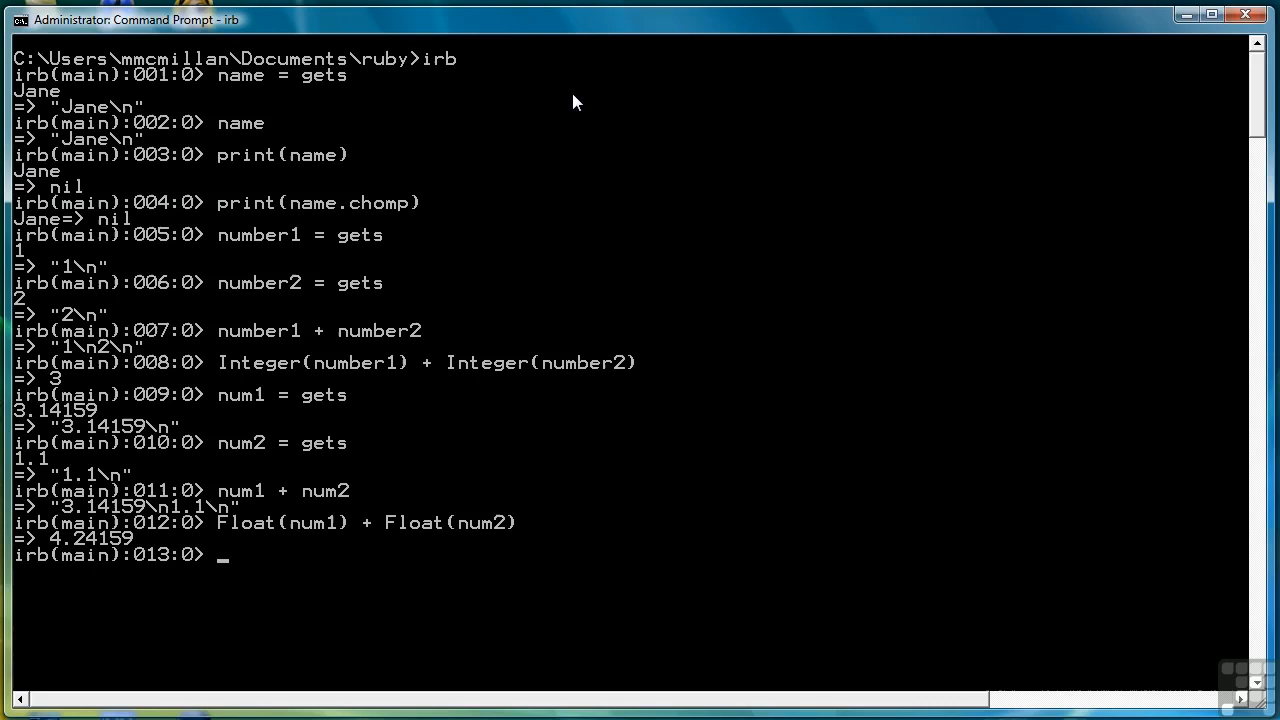 Administrator: Command Prompt - irb
C:\Users\mmcmillan\Documents\ruby>irb
irb(main):001:0> name = gets
Jane
=> "Jane\n"
irb(main):002:0> name
=> "Jane\n"
irb(main):003:0> print(name)
Jane
=> nil
irb(main):004:0> print(name.chomp)
Jane=> nil
irb(main):005:0> number1 = gets
1
=> "1\n"
irb(main):006:0> number2 = gets
2
=> "2\n"
irb(main):007:0> number1 + number2
=> "1\n2\n"
irb(main):008:0> Integer(number1) + Integer(number2)
=> 3
irb(main):009:0> num1 = gets
3.14159
=> "3.14159\n"
irb(main):010:0> num2 = gets
1.1
=> "1.1\n"
irb(main):011:0> num1 + num2
=> "3.14159\n1.1\n"
irb(main):012:0> Float(num1) + Float(num2)
=> 4.24159
irb(main):013:0> _